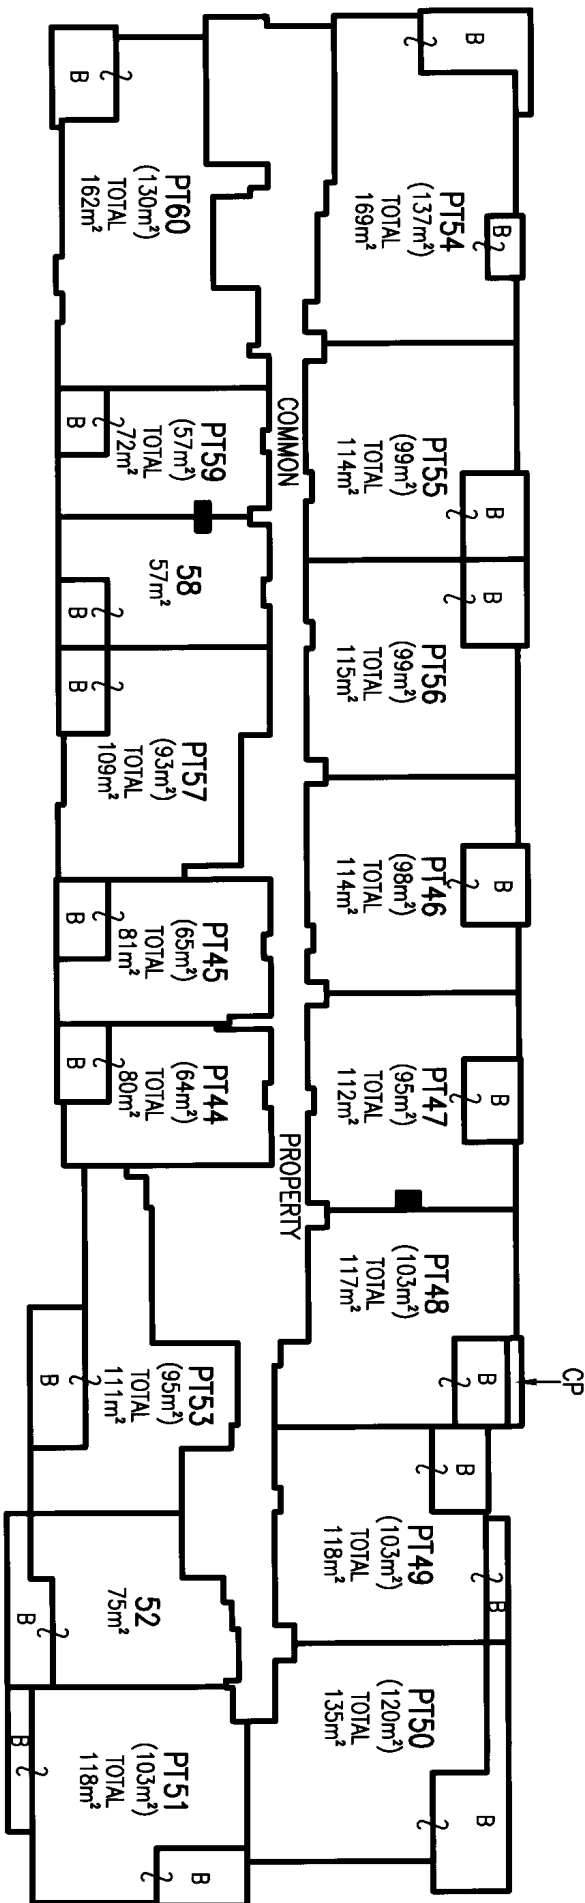 CP
B
B
PT54
(137m²)
TOTAL
169m²
B
PT55
(99m²)
TOTAL
114m²
B
PT56
(99m²)
TOTAL
115m²
B
PT46
(98m²)
TOTAL
114m²
B
PT47
(95m²)
TOTAL
112m²
B
PT48
(103m²)
TOTAL
117m²
B
B
PT49
(103m²)
TOTAL
118m²
B
PT50
(120m²)
TOTAL
135m²
COMMON
PROPERTY
PT60
(130m²)
TOTAL
162m²
B
PT59
(57m²)
TOTAL
72m²
B
58
57m²
B
PT57
(93m²)
TOTAL
109m²
B
PT45
(65m²)
TOTAL
81m²
B
PT44
(64m²)
TOTAL
80m²
B
PT53
(95m²)
TOTAL
111m²
B
52
75m²
B
B
PT51
(103m²)
TOTAL
118m²
B